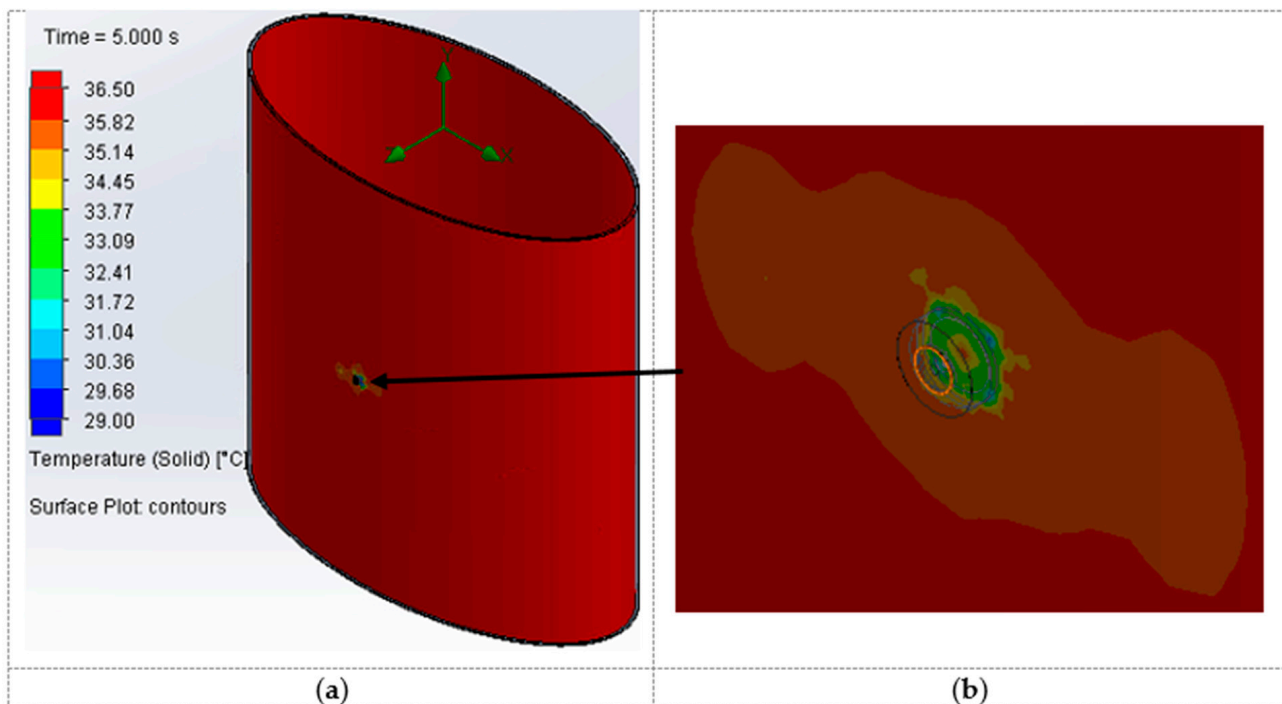 Time = 5.000 s
36.50
35.82
35.14
34.45
33.77
33.09
32.41
31.72
31.04
30.36
29.68
29.00
Temperature (Solid) [°C]
Surface Plot: contours
Y
Z
X
(a)
(b)